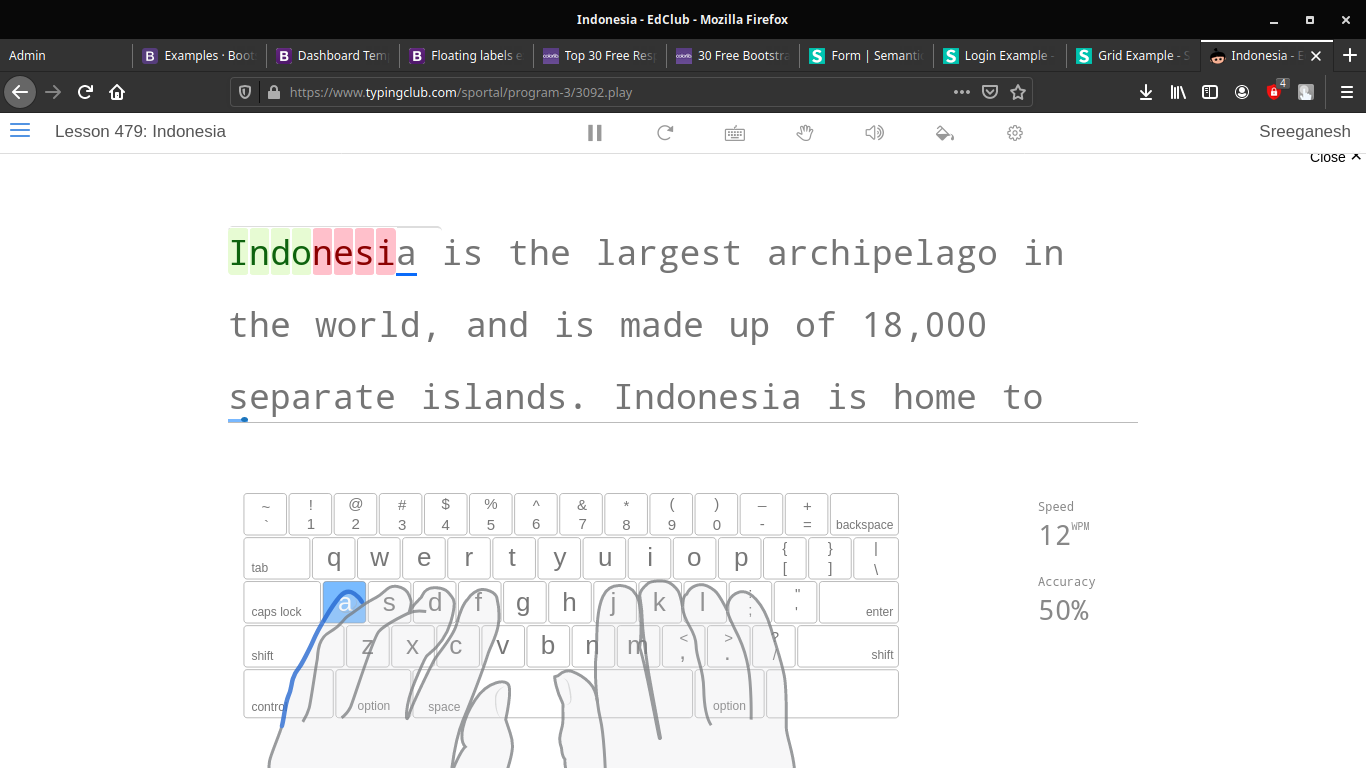 Indonesia - EdClub - Mozilla Firefox
Admin
Examples · Boot
Dashboard Tem
Floating labels e
Top 30 Free Res
30 Free Bootstra
Form | Semanti
Login Example -
Grid Example - S
Indonesia - E
https://www.typingclub.com/sportal/program-3/3092.play
4
Lesson 479: Indonesia
Sreeganesh
Close ✕
Indonesia is the largest archipelago in
the world, and is made up of 18,000
separate islands. Indonesia is home to
~ ! @ # $ % ^ & * ( ) – +
` 1 2 3 4 5 6 7 8 9 0 - = backspace
tab q w e r t y u i o p { [ } ] | \
caps lock a s d f g h j k l : ; " ' enter
shift z x c v b n m < , > . ? / shift
control option space option
Speed
12 WPM
Accuracy
50%